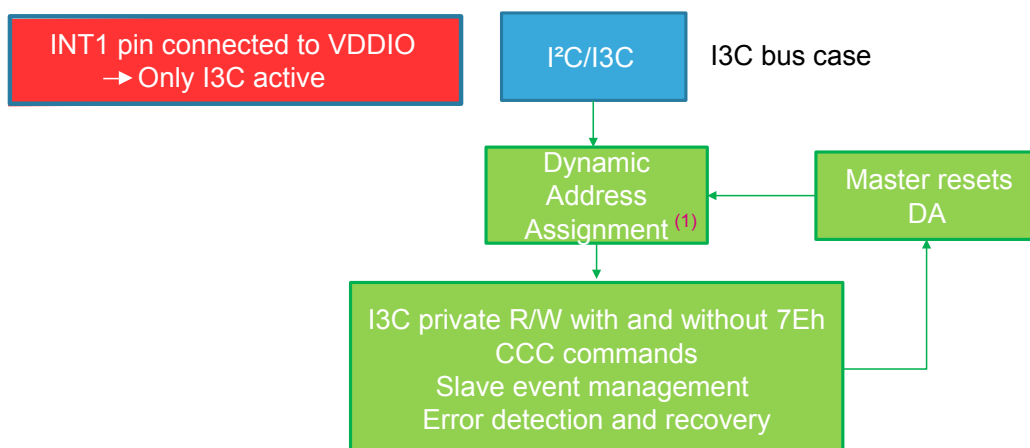 INT1 pin connected to VDDIO
→ Only I3C active
I²C/I3C
I3C bus case
Dynamic
Address
Assignment (1)
Master resets
DA
I3C private R/W with and without 7Eh
CCC commands
Slave event management
Error detection and recovery